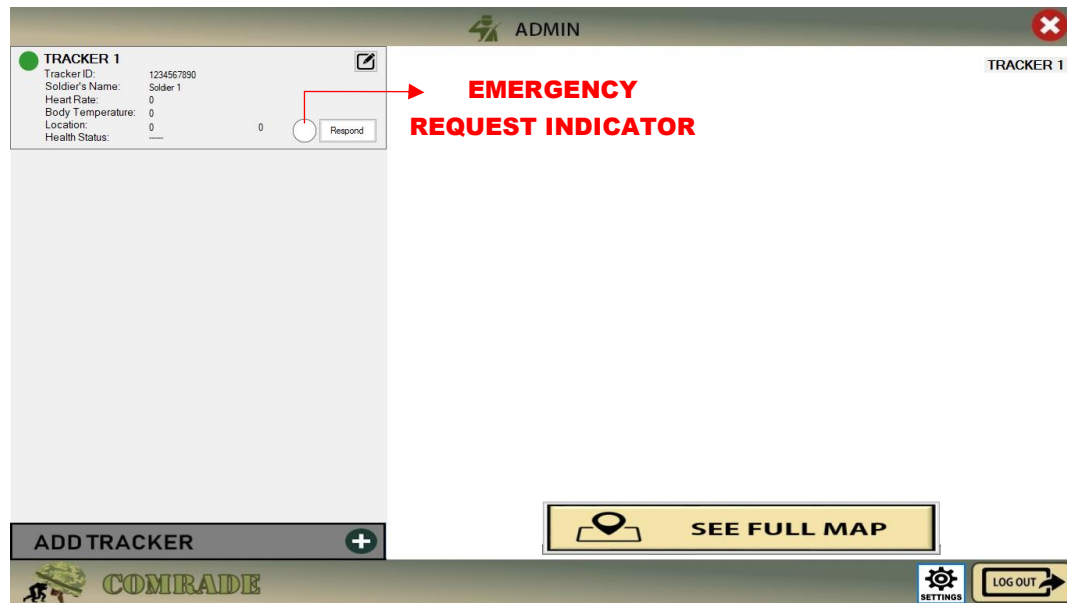 ADMIN
TRACKER 1
Tracker ID: 1234567890
Soldier's Name: Soldier 1
Heart Rate: 0
Body Temperature: 0
Location: 0 0
Health Status: -----
Respond
EMERGENCY
REQUEST INDICATOR
TRACKER 1
SEE FULL MAP
ADD TRACKER
COMRADE
SETTINGS
LOG OUT